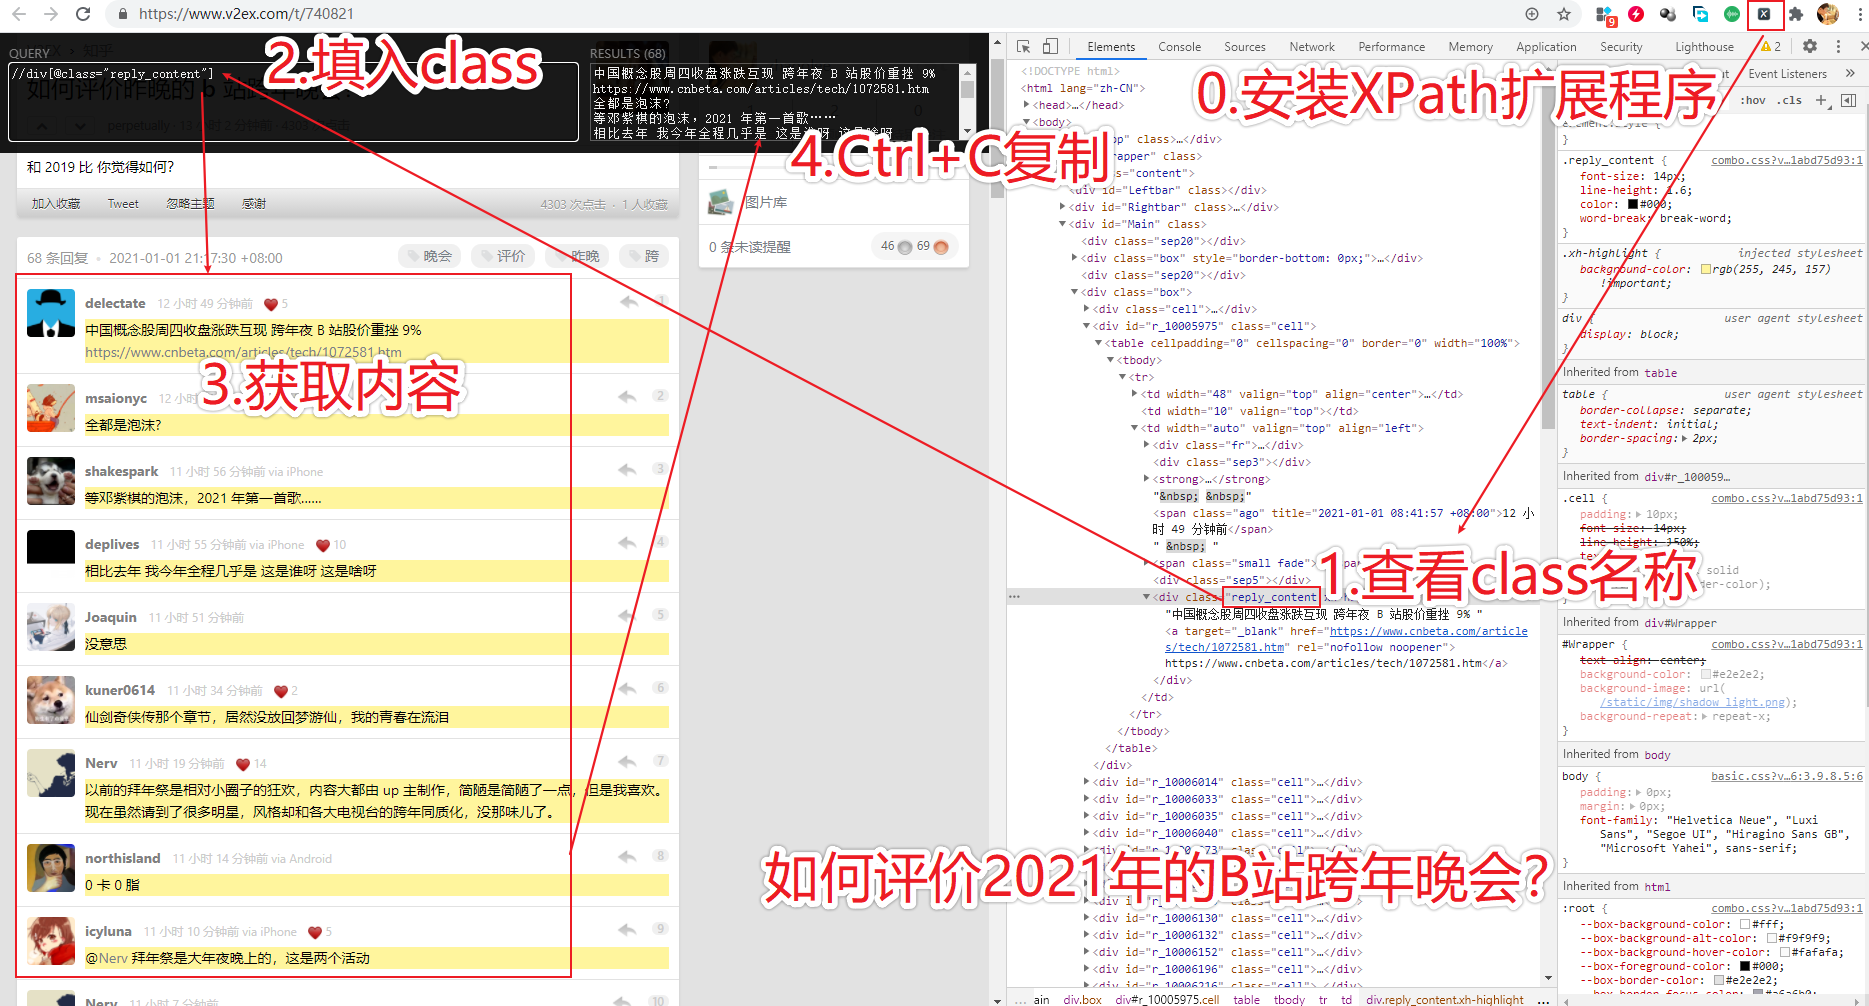 https://www.v2ex.com/t/740821
QUERY
//div[@class="reply_content"]
RESULTS (68)
中国概念股周四收盘涨跌互现 跨年夜 B 站股价重挫 9%
https://www.cnbeta.com/articles/tech/1072581.htm
全都是泡沫?
等邓紫棋的泡沫，2021 年第一首歌……
相比去年 我今年全程几乎是 这是谁呀 这是啥呀
2.填入class
4.Ctrl+C复制
0.安装XPath扩展程序
3.获取内容
1.查看class名称
如何评价2021年的B站跨年晚会?
和 2019 比 你觉得如何?
加入收藏 Tweet 忽略主题 感谢
4303 次点击 · 1 人收藏
图片库
0 条未读提醒 46 69
68 条回复 • 2021-01-01 21:17:30 +08:00
晚会 评价 昨晚 跨
delectate 12 小时 49 分钟前 5 1
中国概念股周四收盘涨跌互现 跨年夜 B 站股价重挫 9%
https://www.cnbeta.com/articles/tech/1072581.htm
msaionyc 2
全都是泡沫?
shakespark 11 小时 56 分钟前 via iPhone 3
等邓紫棋的泡沫，2021 年第一首歌......
deplives 11 小时 55 分钟前 via iPhone 10 4
相比去年 我今年全程几乎是 这是谁呀 这是啥呀
Joaquin 11 小时 51 分钟前 5
没意思
kuner0614 11 小时 34 分钟前 2 6
仙剑奇侠传那个章节，居然没放回梦游仙，我的青春在流泪
Nerv 11 小时 19 分钟前 14 7
以前的拜年祭是相对小圈子的狂欢，内容大都由 up 主制作，简陋是简陋了一点，但是我喜欢。
现在虽然请到了很多明星，风格却和各大电视台的跨年同质化，没那味儿了。
northisland 11 小时 14 分钟前 via Android 8
0 卡 0 脂
icyluna 11 小时 10 分钟前 via iPhone 5 9
@Nerv 拜年祭是大年夜晚上的，这是两个活动
Nerv 11 小时 7 分钟前 10
Elements Console Sources Network Performance Memory Application Security Lighthouse 2
<!DOCTYPE html>
<html lang="zh-CN">
<head>…</head>
<body>
op" class>…</div>
rapper" class>
="content">
<div id="Leftbar" class></div>
<div id="Rightbar" class>…</div>
<div id="Main" class>
<div class="sep20"></div>
<div class="box" style="border-bottom: 0px;">…</div>
<div class="sep20"></div>
<div class="box">
<div class="cell">…</div>
<div id="r_10005975" class="cell">
<table cellpadding="0" cellspacing="0" border="0" width="100%">
<tbody>
<tr>
<td width="48" valign="top" align="center">…</td>
<td width="10" valign="top"></td>
<td width="auto" valign="top" align="left">
<div class="fr">…</div>
<div class="sep3"></div>
<strong>…</strong>
"&nbsp; &nbsp;"
<span class="ago" title="2021-01-01 08:41:57 +08:00">12 小
时 49 分钟前</span>
" &nbsp; "
<span class="small fade">
<div class="sep5"></div>
<div class="reply_content
"中国概念股周四收盘涨跌互现 跨年夜 B 站股价重挫 9% "
<a target="_blank" href="https://www.cnbeta.com/article
s/tech/1072581.htm" rel="nofollow noopener">
https://www.cnbeta.com/articles/tech/1072581.htm</a>
</div>
</td>
</tr>
</tbody>
</table>
</div>
<div id="r_10006014" class="cell">…</div>
<div id="r_10006033" class="cell">…</div>
<div id="r_10006035" class="cell">…</div>
<div id="r_10006040" class="cell">…</div>
<div id="r_10006130" class="cell">…</div>
<div id="r_10006132" class="cell">…</div>
<div id="r_10006152" class="cell">…</div>
<div id="r_10006196" class="cell">…</div>
<div id="r_10006216" class="cell">…</div>
… ain div.box div#r_10005975.cell table tbody tr td div.reply_content.xh-highlight …
Event Listeners
:hov .cls +
element.style {
}
.reply_content { combo.css?v…1abd75d93:1
font-size: 14px;
line-height: 1.6;
color: #000;
word-break: break-word;
}
.xh-highlight { injected stylesheet
background-color: rgb(255, 245, 157)
!important;
}
div { user agent stylesheet
display: block;
}
Inherited from table
table { user agent stylesheet
border-collapse: separate;
text-indent: initial;
border-spacing: 2px;
}
Inherited from div#r_100059…
.cell { combo.css?v…1abd75d93:1
padding: 10px;
font-size: 14px;
line-height: 150%;
solid
der-color);
Inherited from div#Wrapper
#Wrapper { combo.css?v…1abd75d93:1
text-align: center;
background-color: #e2e2e2;
background-image: url(
/static/img/shadow_light.png);
background-repeat: repeat-x;
}
Inherited from body
body { basic.css?v…6:3.9.8.5:6
padding: 0px;
margin: 0px;
font-family: "Helvetica Neue", "Luxi
Sans", "Segoe UI", "Hiragino Sans GB",
"Microsoft Yahei", sans-serif;
}
Inherited from html
:root { combo.css?v…1abd75d93:1
--box-background-color: #fff;
--box-background-alt-color: #f9f9f9;
--box-background-hover-color: #fafafa;
--box-foreground-color: #000;
--box-border-color: #e2e2e2;